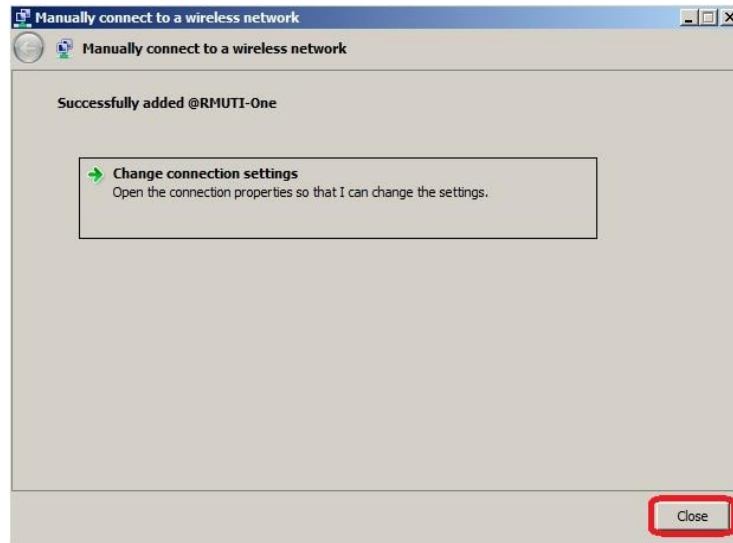 Manually connect to a wireless network
Manually connect to a wireless network
Successfully added @RMUTI-One
Change connection settings
Open the connection properties so that I can change the settings.
Close